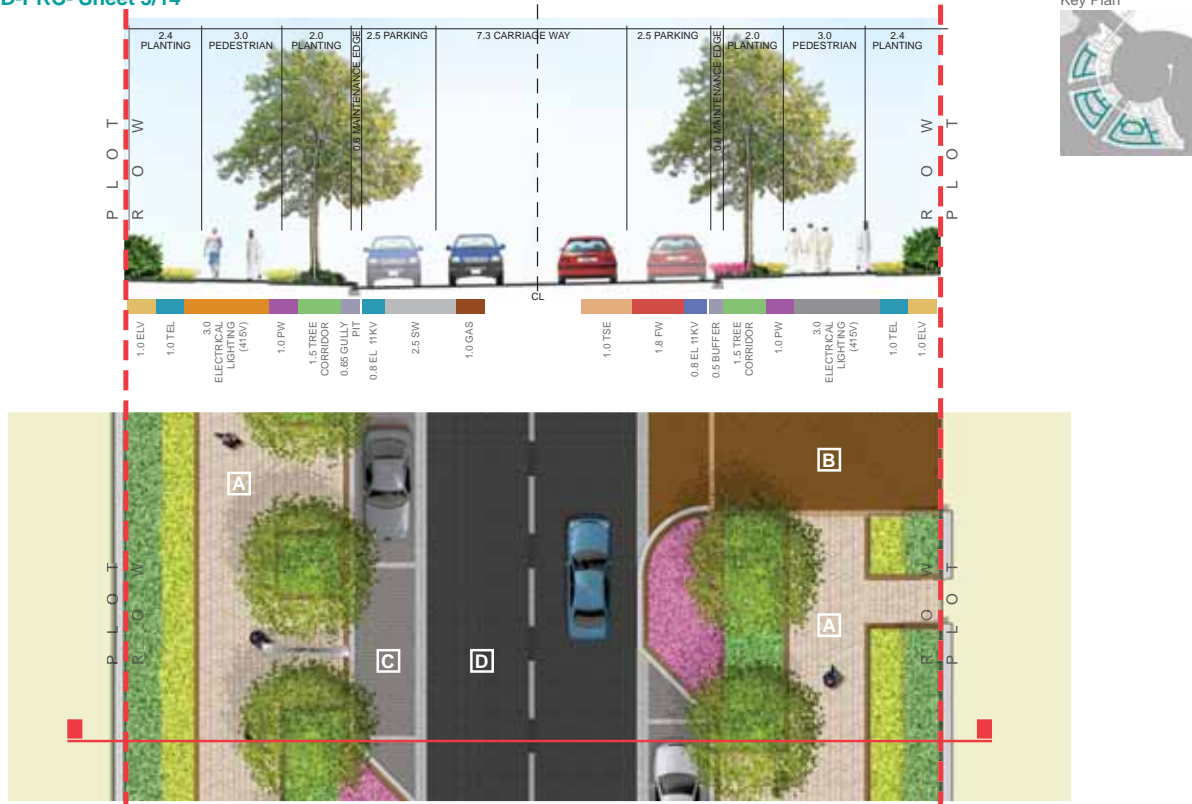 D-PRC- Sheet 5/14
Key Plan
2.4
PLANTING
3.0
PEDESTRIAN
2.0
PLANTING
0.6 MAINTENANCE EDGE
2.5 PARKING
7.3 CARRIAGE WAY
2.5 PARKING
0.6 MAINTENANCE EDGE
2.0
PLANTING
3.0
PEDESTRIAN
2.4
PLANTING
PLOT
ROW
ROW
PLOT
CL
1.0 ELV
1.0 TEL
3.0
ELECTRICAL
LIGHTING
(415V)
1.0 PW
1.5 TREE
CORRIDOR
0.65 GULLY
PIT
0.8 EL 11KV
2.5 SW
1.0 GAS
1.0 TSE
1.8 FW
0.8 EL 11KV
0.5 BUFFER
1.5 TREE
CORRIDOR
1.0 PW
3.0
ELECTRICAL
LIGHTING
(415V)
1.0 TEL
1.0 ELV
A
B
PLOT
ROW
C
D
A
ROW
PLOT